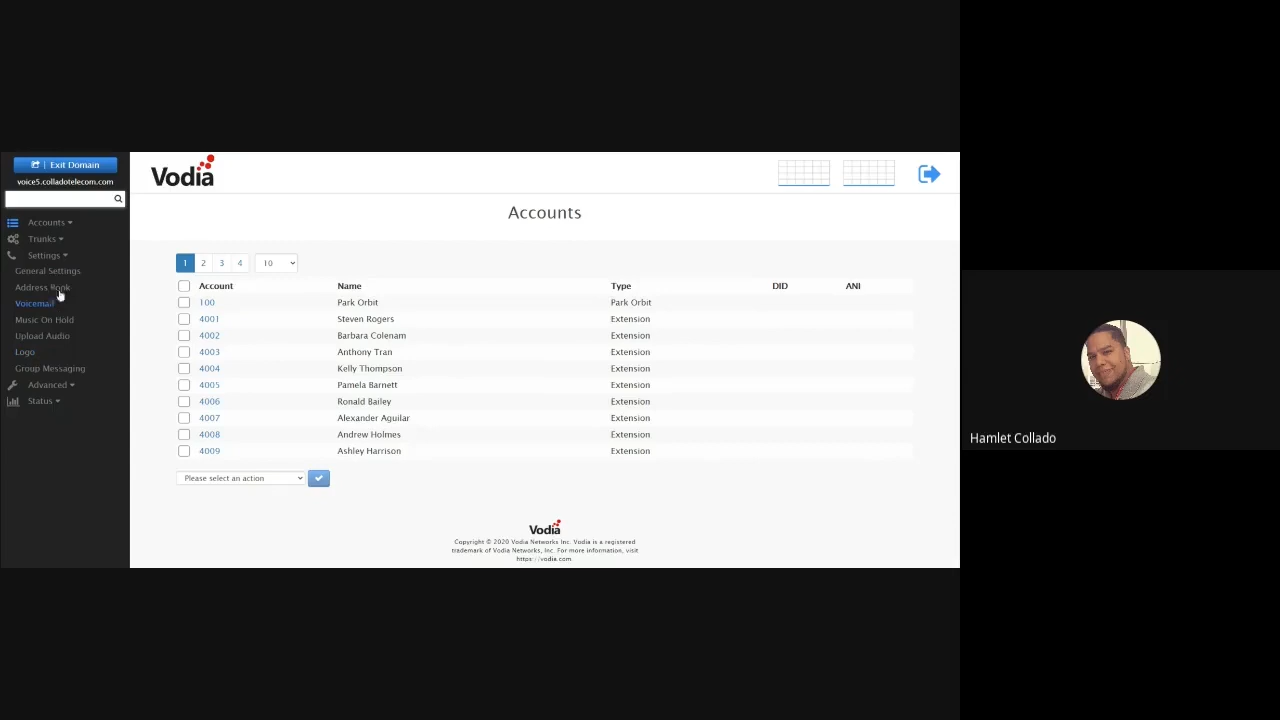 Exit Domain
voice5.colladotelecom.com
Accounts
Trunks
Settings
General Settings
Address Book
Voicemail
Music On Hold
Upload Audio
Logo
Group Messaging
Advanced
Status
Vodia
Accounts
1 2 3 4 10
Account Name Type DID ANI
100 Park Orbit Park Orbit
4001 Steven Rogers Extension
4002 Barbara Colenam Extension
4003 Anthony Tran Extension
4004 Kelly Thompson Extension
4005 Pamela Barnett Extension
4006 Ronald Bailey Extension
4007 Alexander Aguilar Extension
4008 Andrew Holmes Extension
4009 Ashley Harrison Extension
Please select an action
Vodia
Copyright © 2020 Vodia Networks Inc. Vodia is a registered
trademark of Vodia Networks, Inc. For more information, visit
https://vodia.com
Hamlet Collado